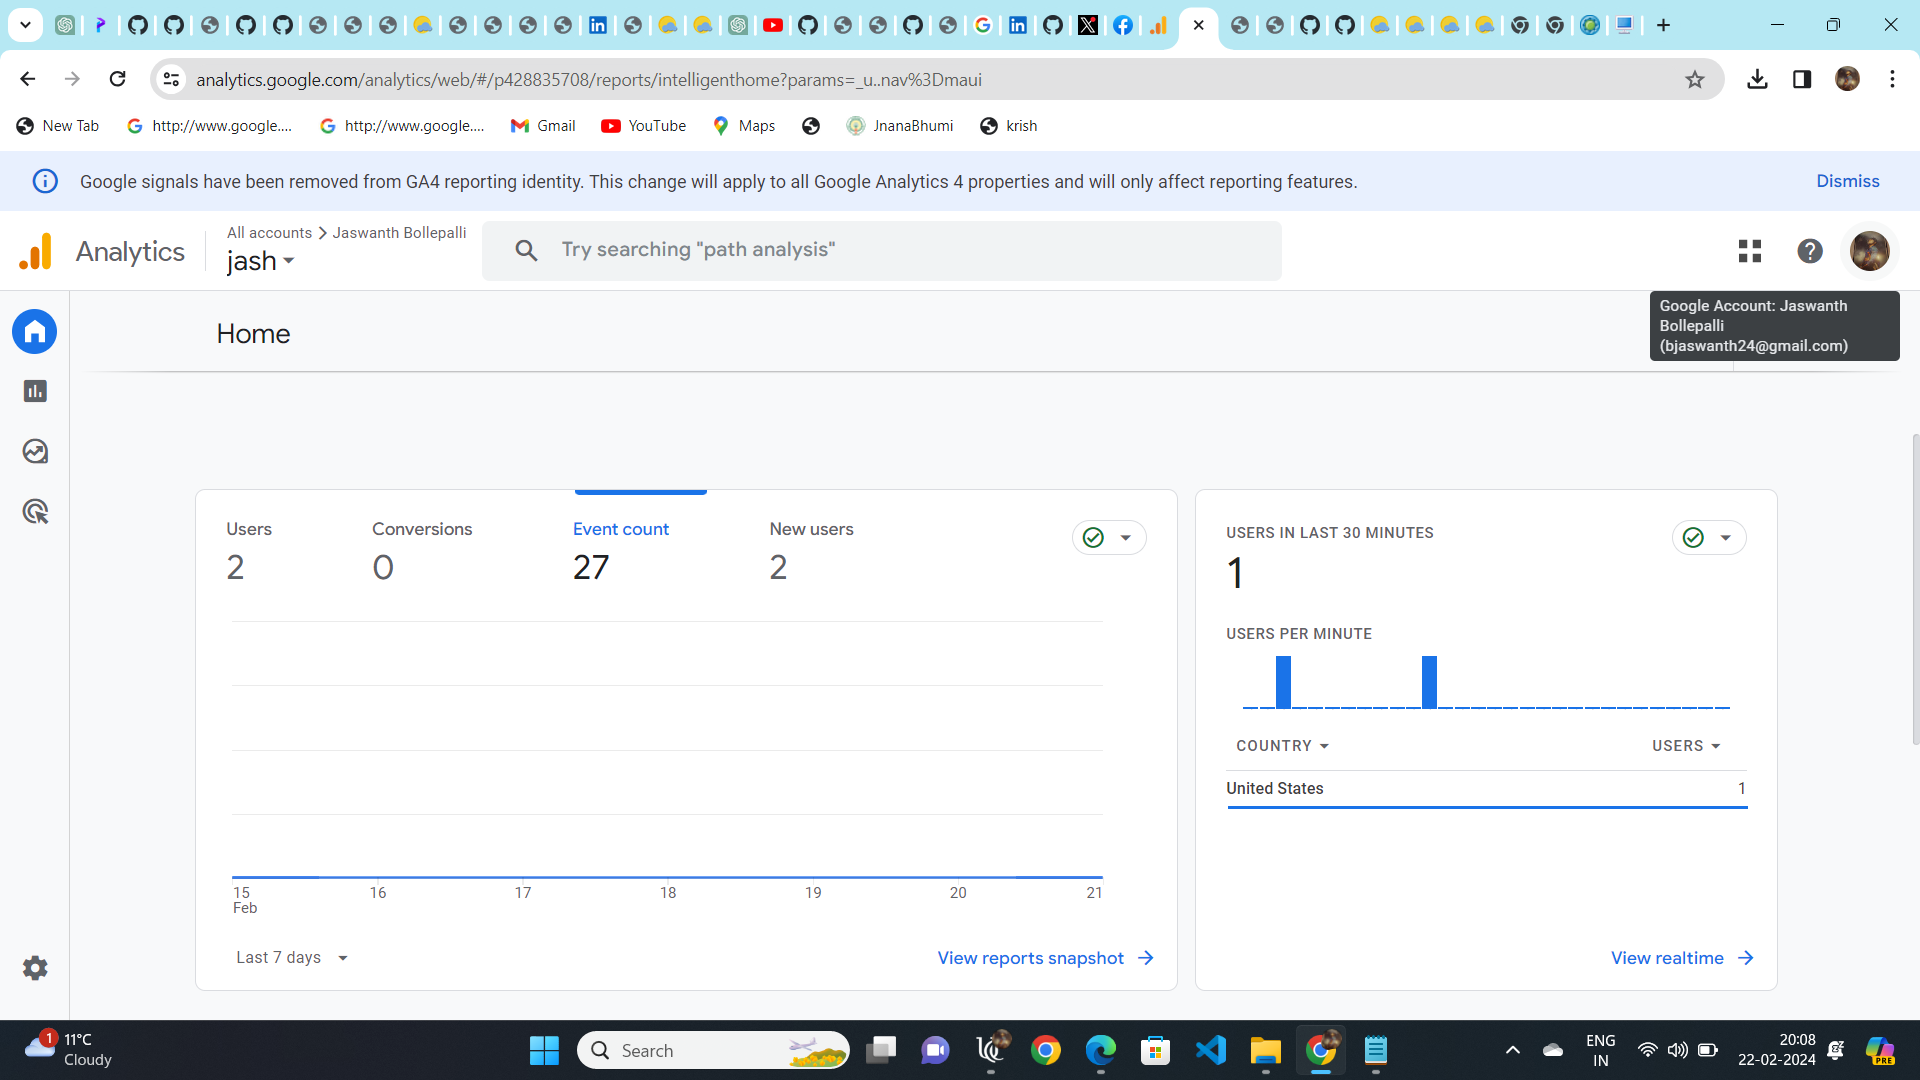 analytics.google.com/analytics/web/#/p428835708/reports/intelligenthome?params=_u..nav%3Dmaui
New Tab
http://www.google....
http://www.google....
Gmail
YouTube
Maps
JnanaBhumi
krish
Google signals have been removed from GA4 reporting identity. This change will apply to all Google Analytics 4 properties and will only affect reporting features.
Dismiss
Analytics
All accounts > Jaswanth Bollepalli
jash
Try searching "path analysis"
Google Account: Jaswanth
Bollepalli
(bjaswanth24@gmail.com)
Home
Users
2
Conversions
0
Event count
27
New users
2
15
Feb
16
17
18
19
20
21
Last 7 days
View reports snapshot
USERS IN LAST 30 MINUTES
1
USERS PER MINUTE
COUNTRY
USERS
United States
1
View realtime
1
11°C
Cloudy
Search
ENG
IN
20:08
22-02-2024
PRE